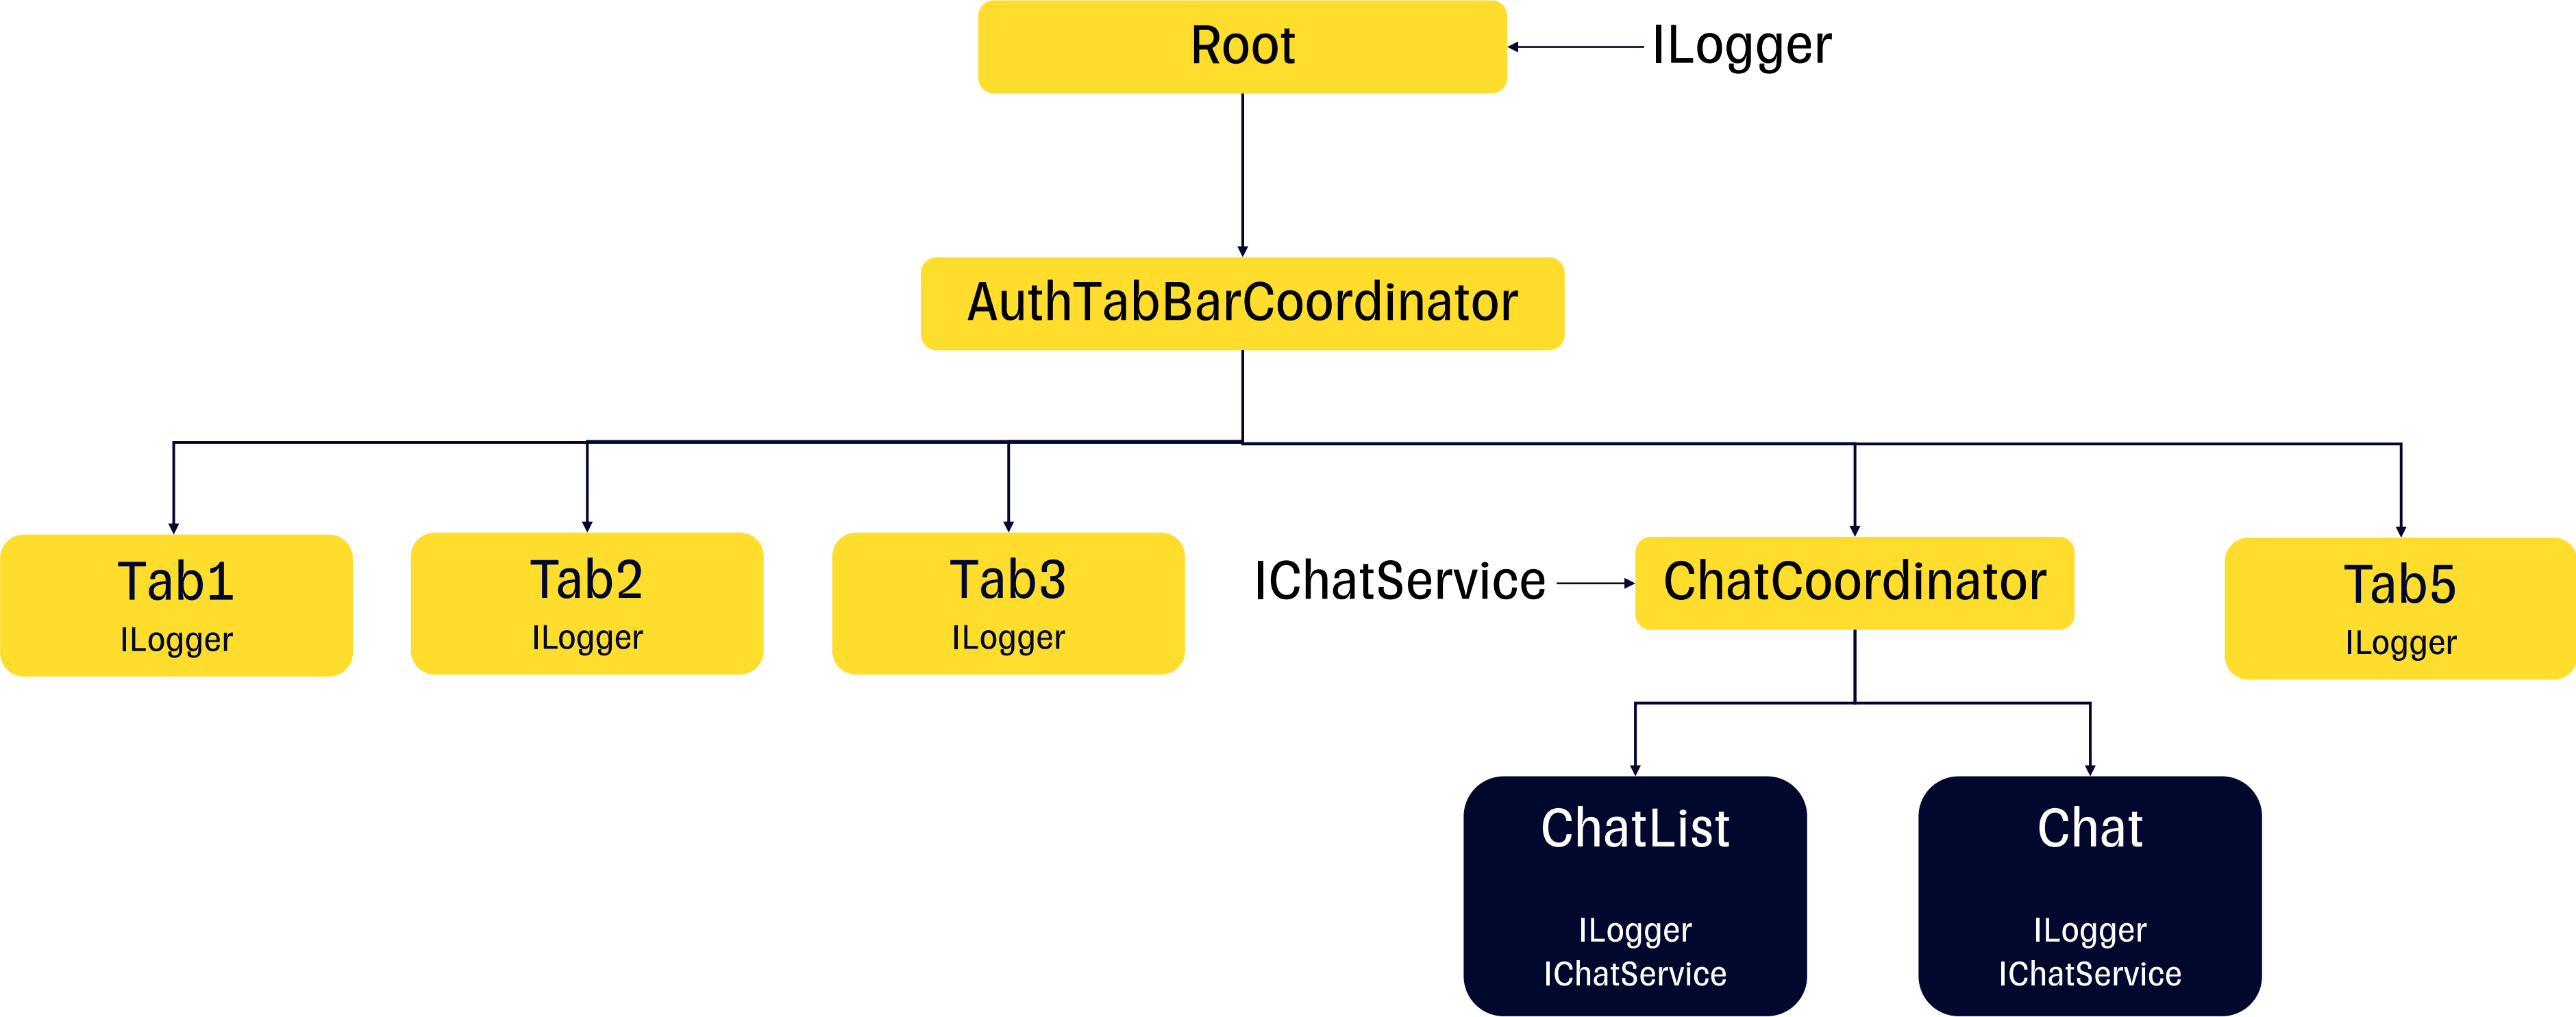 Root
ILogger
AuthTabBarCoordinator
Tab1
ILogger
Tab2
ILogger
Tab3
ILogger
IChatService
ChatCoordinator
Tab5
ILogger
ChatList
ILogger
IChatService
Chat
ILogger
IChatService